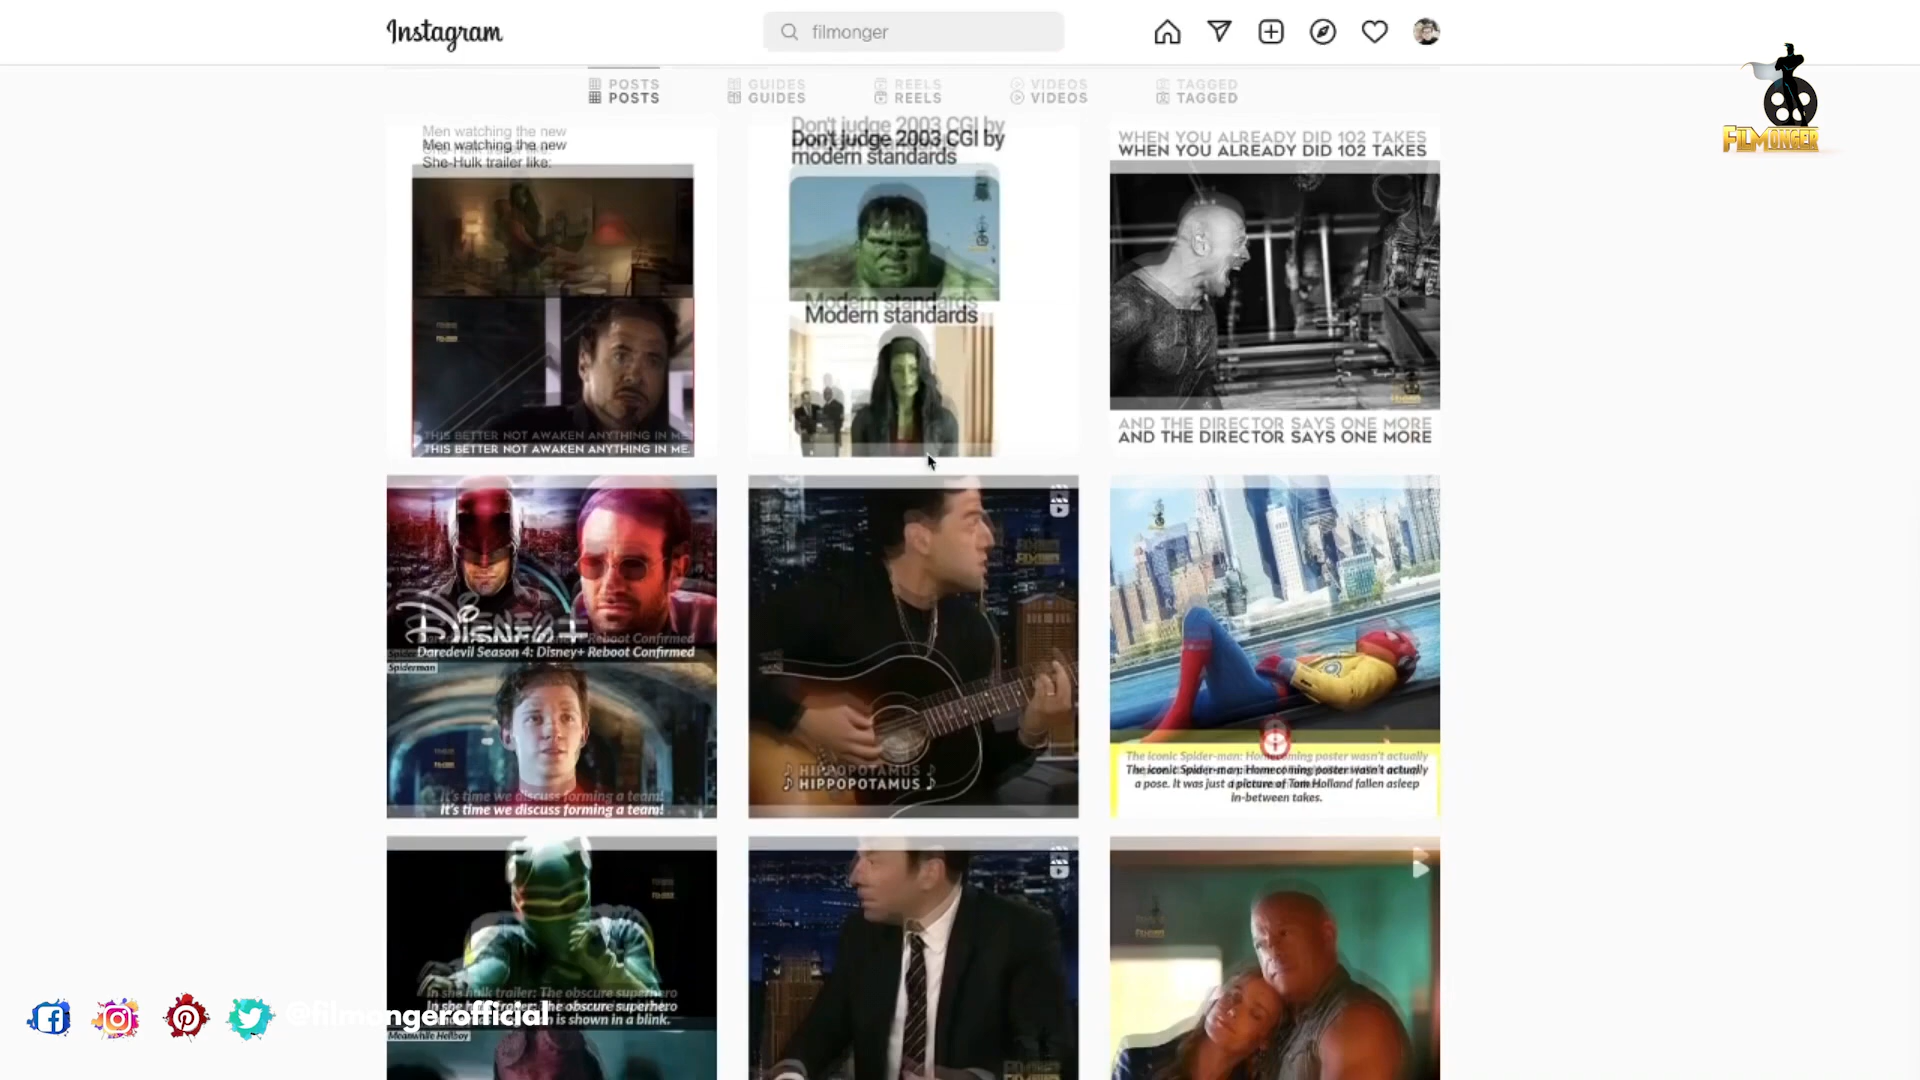 Instagram
filmonger
FILMONGER
POSTS
GUIDES
REELS
VIDEOS
TAGGED
Men watching the new
She-Hulk trailer like:
THIS BETTER NOT AWAKEN ANYTHING IN ME.
Don't judge 2003 CGI by
modern standards
Modern standards
WHEN YOU ALREADY DID 102 TAKES
AND THE DIRECTOR SAYS ONE MORE
Disney+
Daredevil Season 4: Disney+ Reboot Confirmed
Spiderman
It's time we discuss forming a team!
♪ HIPPOPOTAMUS ♪
The iconic Spider-man: Homecoming poster wasn't actually
a pose. It was just a picture of Tom Holland fallen asleep
in-between takes.
In she hulk trailer: The obscure superhero
is shown in a blink.
Meanwhile Hellboy
@filmongerofficial